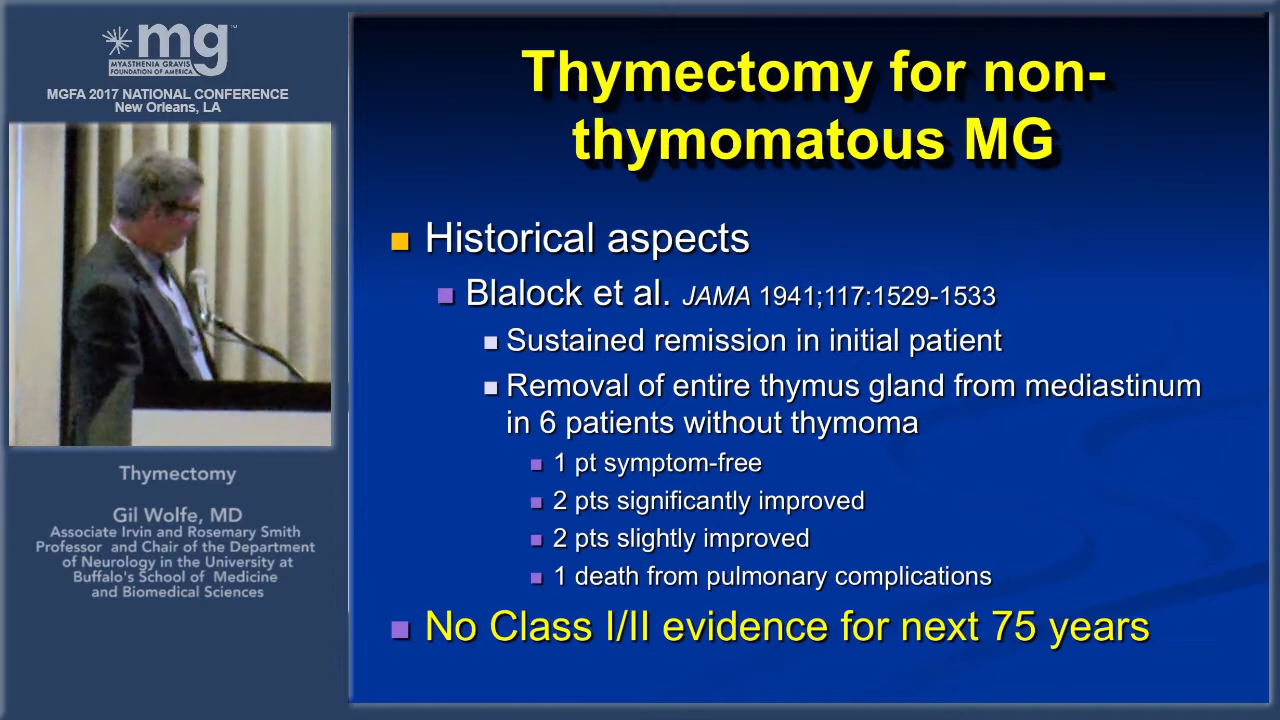 mg™
MYASTHENIA GRAVIS
FOUNDATION OF AMERICA
MGFA 2017 NATIONAL CONFERENCE
New Orleans, LA
Thymectomy
Gil Wolfe, MD
Associate Irvin and Rosemary Smith
Professor and Chair of the Department
of Neurology in the University at
Buffalo's School of Medicine
and Biomedical Sciences
Thymectomy for non-
thymomatous MG
Historical aspects
Blalock et al. JAMA 1941;117:1529-1533
Sustained remission in initial patient
Removal of entire thymus gland from mediastinum
in 6 patients without thymoma
1 pt symptom-free
2 pts significantly improved
2 pts slightly improved
1 death from pulmonary complications
No Class I/II evidence for next 75 years